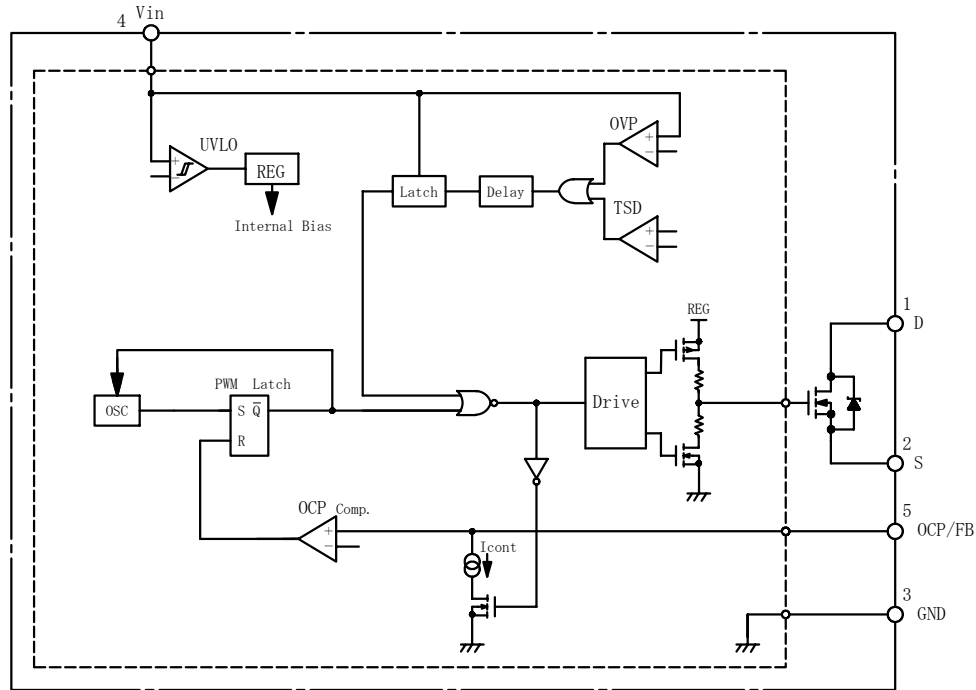 4 Vin
OVP
+
−
UVLO
+
−
REG
Internal Bias
Latch
Delay
TSD
+
−
REG
1
D
PWM Latch
OSC
S Q̅
R
Drive
2
S
OCP Comp.
+
−
Icont
5
OCP/FB
3
GND